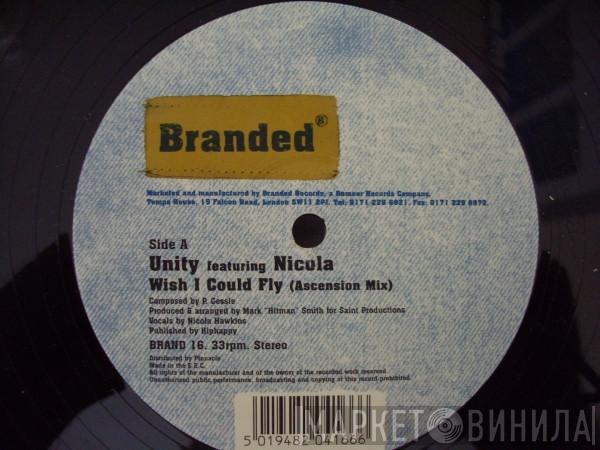 Branded®
Marketed and manufactured by Branded Records, a Demour Records Company.
Tempo House, 15 Falcon Road, London SW11 2PJ. Tel: 0171 228 6821. Fax: 0171 228 6972.
Side A
Unity featuring Nicola
Wish I Could Fly (Ascension Mix)
Composed by P. Gessle
Produced & arranged by Mark "Hitman" Smith for Saint Productions
Vocals by Nicola Hawkins
Published by Hiphappy
BRAND 16. 33rpm. Stereo
Distributed by Pinnacle
Made in the E.E.C.
All rights of the manufacturer and of the owner of the recorded work reserved.
Unauthorised public performance, broadcasting and copying of this record prohibited.
5 019482 041666
МАРКЕТ ВИНИЛА